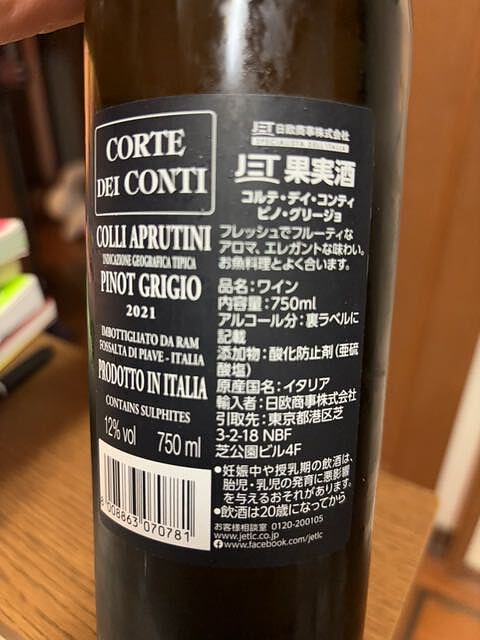 CORTE
DEI CONTI
COLLI APRUTINI
INDICAZIONE GEOGRAFICA TIPICA
PINOT GRIGIO
2021
IMBOTTIGLIATO DA RAM
FOSSALTA DI PIAVE - ITALIA
PRODOTTO IN ITALIA
CONTAINS SULPHITES
12% vol 750 ml
8 008863 070781
JET 日欧商事株式会社
SPECIALISTA DELL'ITALIA
JET 果実酒
コルテ・デイ・コンティ
ピノ・グリージョ
フレッシュでフルーティな
アロマ、エレガントな味わい。
お魚料理とよく合います。
品名：ワイン
内容量：750ml
アルコール分：裏ラベルに
記載
添加物：酸化防止剤（亜硫
酸塩）
原産国名：イタリア
輸入者：日欧商事株式会社
引取先：東京都港区芝
3-2-18 NBF
芝公園ビル4F
●妊娠中や授乳期の飲酒は、
胎児・乳児の発育に悪影響
を与えるおそれがあります。
●飲酒は20歳になってから
お客様相談室 0120-200105
www.jetlc.co.jp
www.facebook.com/jetlc